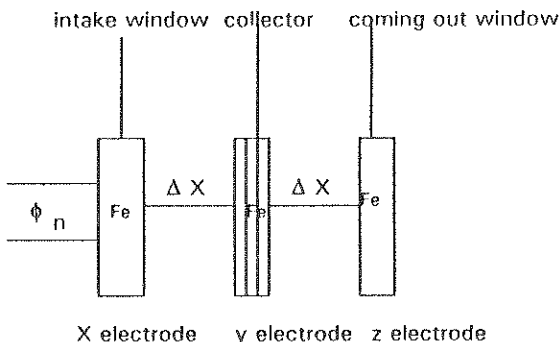 intake window collector coming out window
Δ X Δ X
ϕ n Fe Fe Fe
X electrode y electrode z electrode